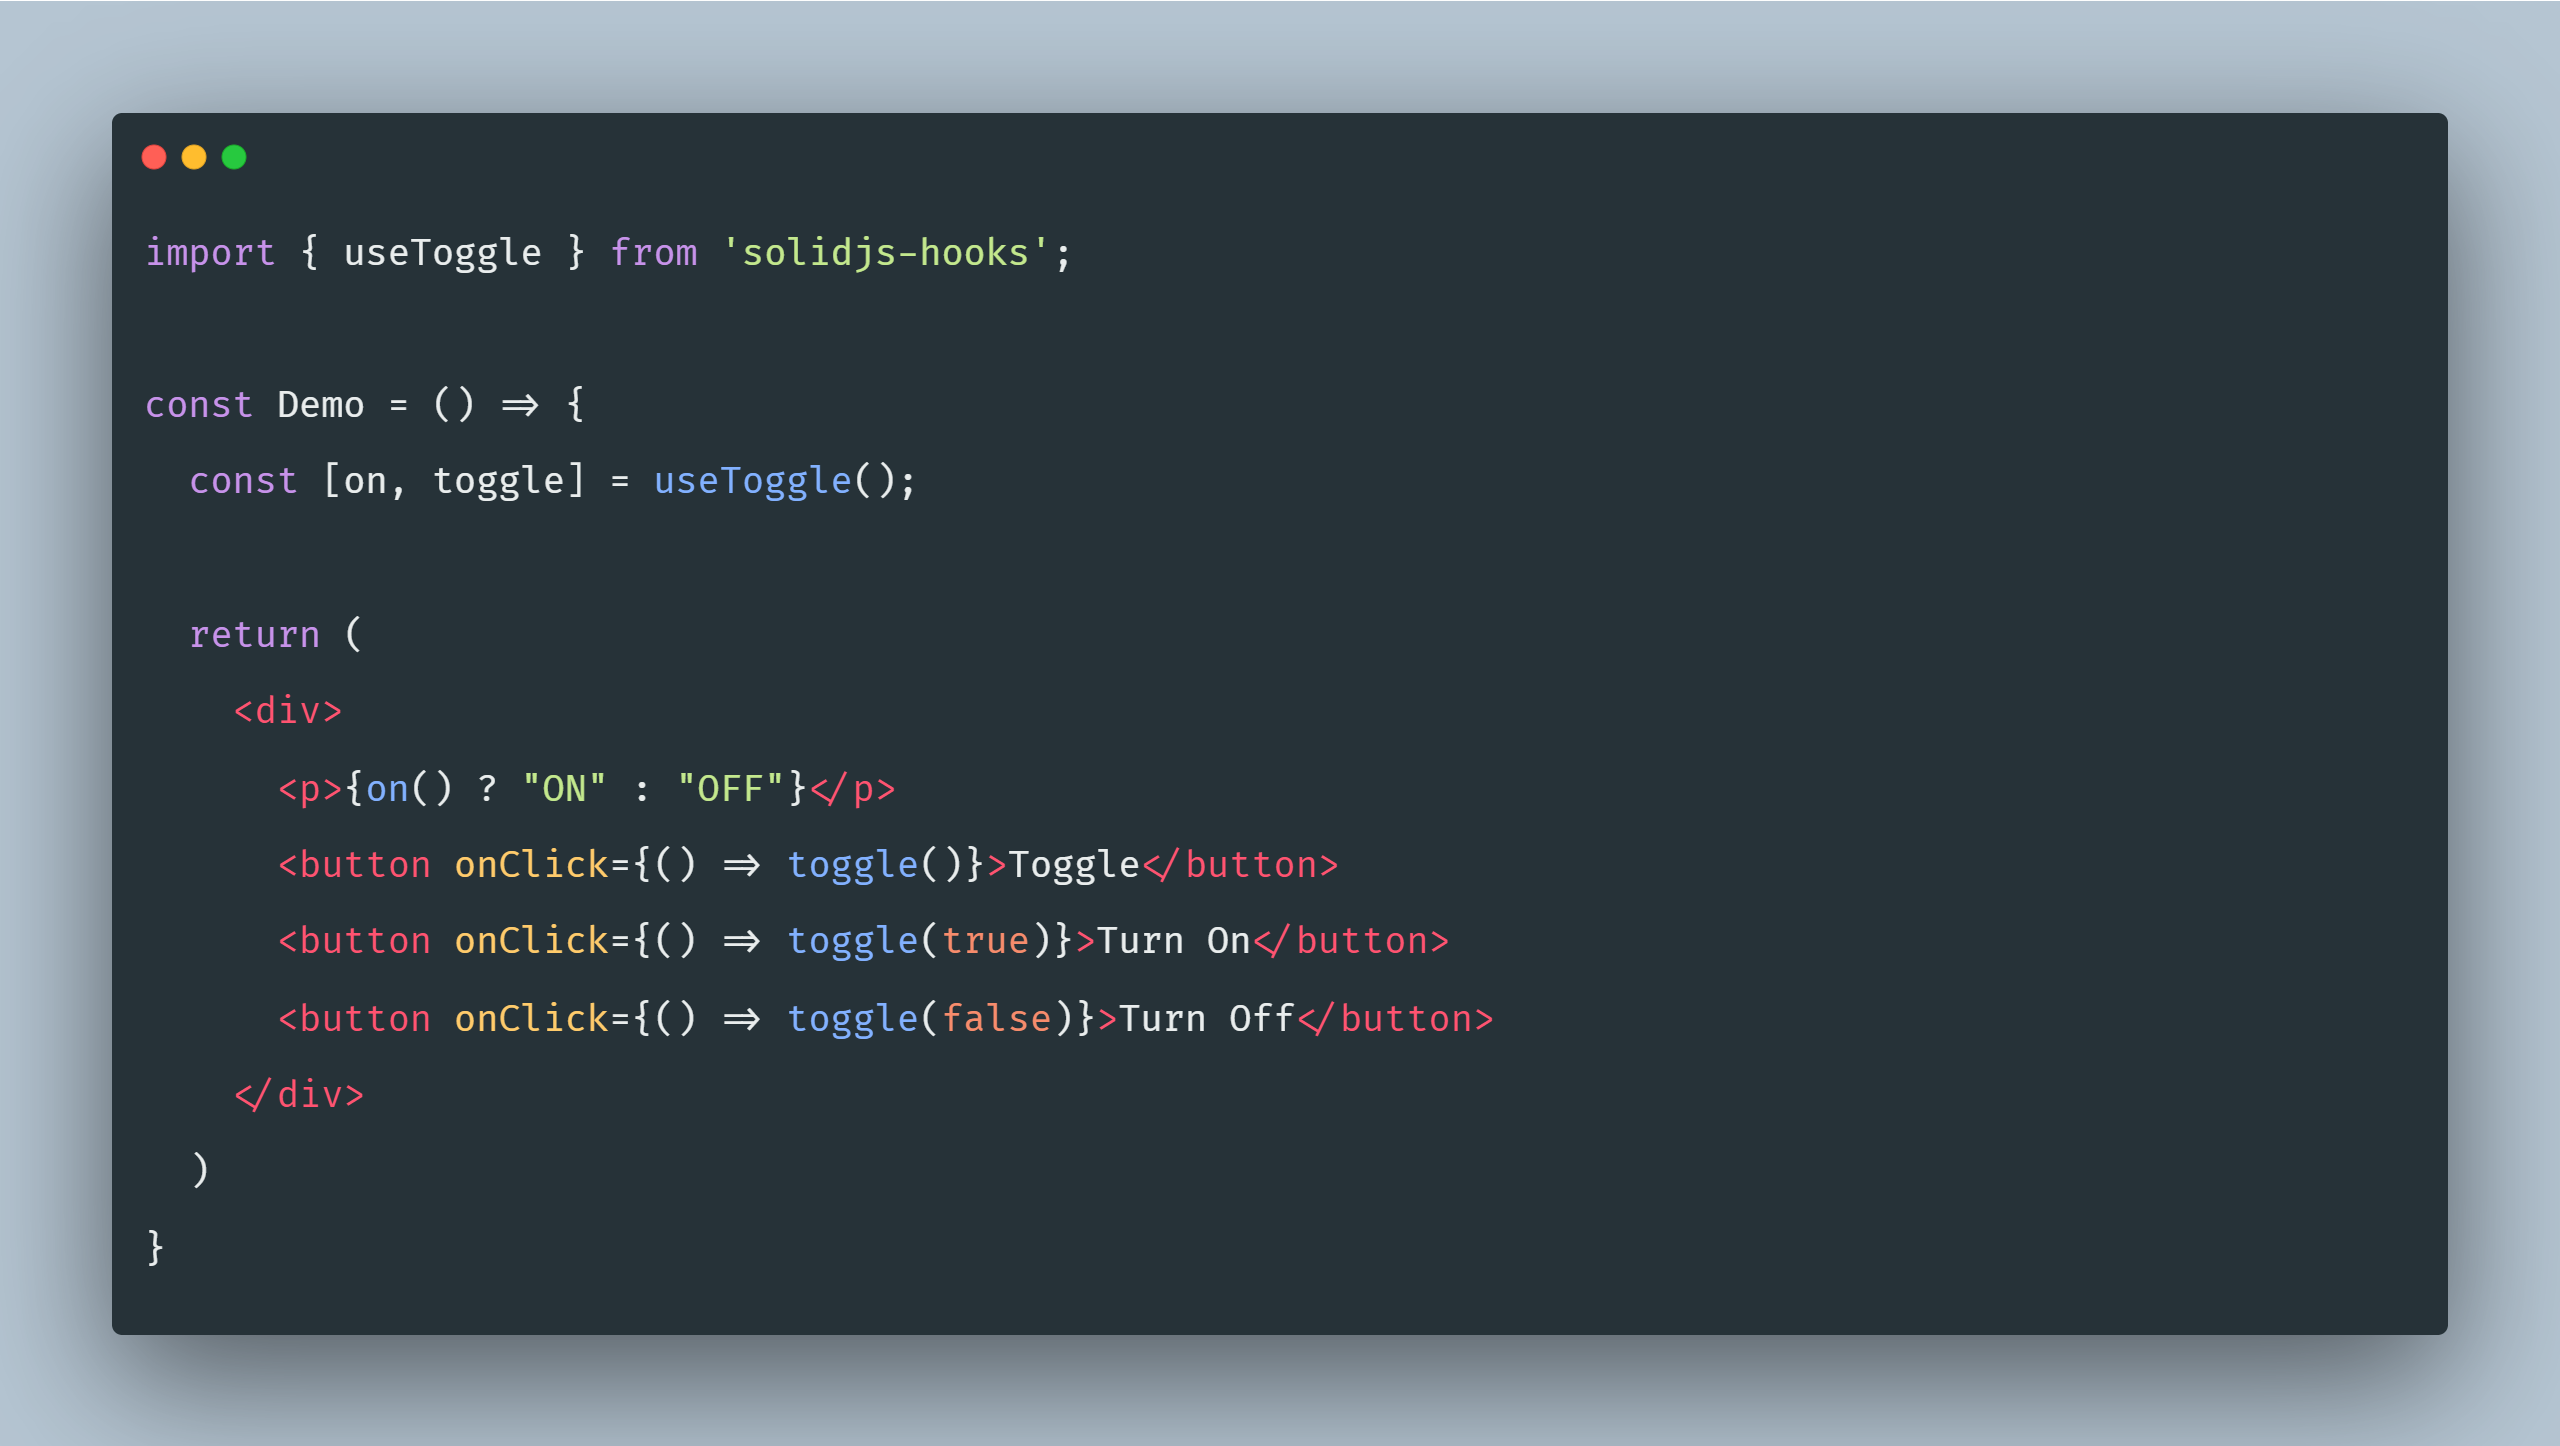 import { useToggle } from 'solidjs-hooks';
const Demo = () => {
const [on, toggle] = useToggle();
return (
<div>
<p>{on() ? "ON" : "OFF"}</p>
<button onClick={() => toggle()}>Toggle</button>
<button onClick={() => toggle(true)}>Turn On</button>
<button onClick={() => toggle(false)}>Turn Off</button>
</div>
)
}